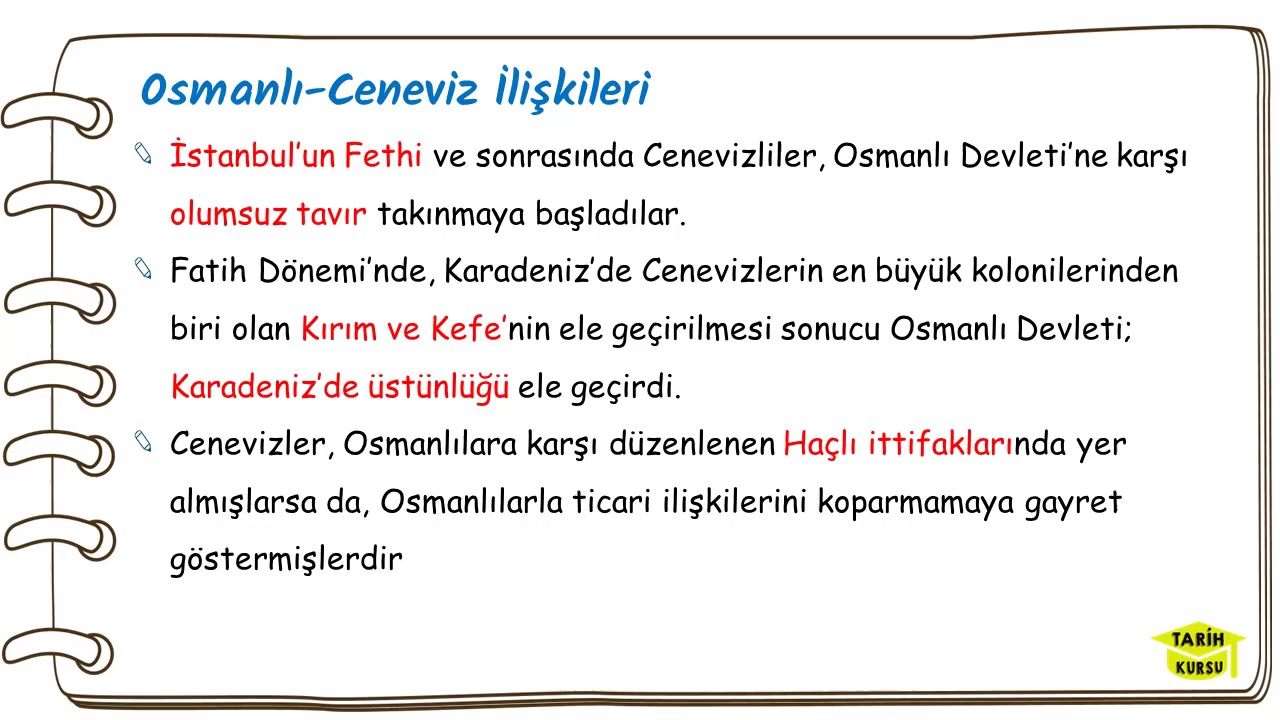 Osmanlı-Ceneviz İlişkileri
İstanbul’un Fethi ve sonrasında Cenevizliler, Osmanlı Devleti’ne karşı
olumsuz tavır takınmaya başladılar.
Fatih Dönemi’nde, Karadeniz’de Cenevizlerin en büyük kolonilerinden
biri olan Kırım ve Kefe’nin ele geçirilmesi sonucu Osmanlı Devleti;
Karadeniz’de üstünlüğü ele geçirdi.
Cenevizler, Osmanlılara karşı düzenlenen Haçlı ittifaklarında yer
almışlarsa da, Osmanlılarla ticari ilişkilerini koparmamaya gayret
göstermişlerdir
TARİH
KURSU